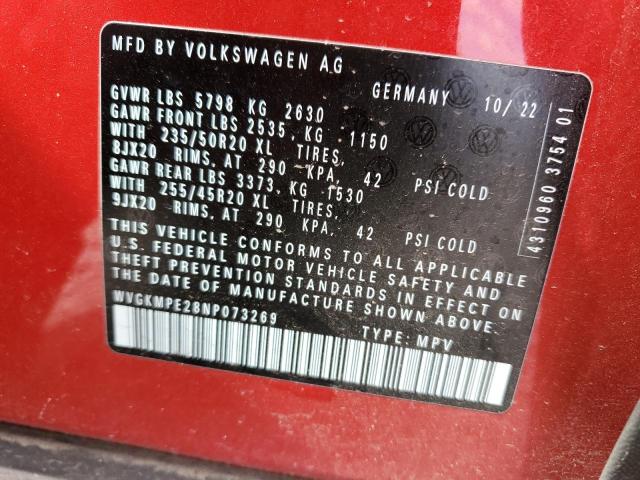 MFD BY VOLKSWAGEN AG
GERMANY 10/ 22
GVWR LBS 5798 KG 2630
GAWR FRONT LBS 2535, KG 1150
WITH 235/50R20 XL TIRES,
8JX20 RIMS, AT 290 KPA, 42 PSI COLD
GAWR REAR LBS 3373, KG 1530
WITH 255/45R20 XL TIRES,
9JX20 RIMS, AT 290 KPA, 42 PSI COLD
THIS VEHICLE CONFORMS TO ALL APPLICABLE
U.S. FEDERAL MOTOR VEHICLE SAFETY AND
THEFT PREVENTION STANDARDS IN EFFECT ON
THE DATE OF MANUFACTURE SHOWN ABOVE.
WVGKMPE28NP073269
TYPE: MPV
4310960 3754 01